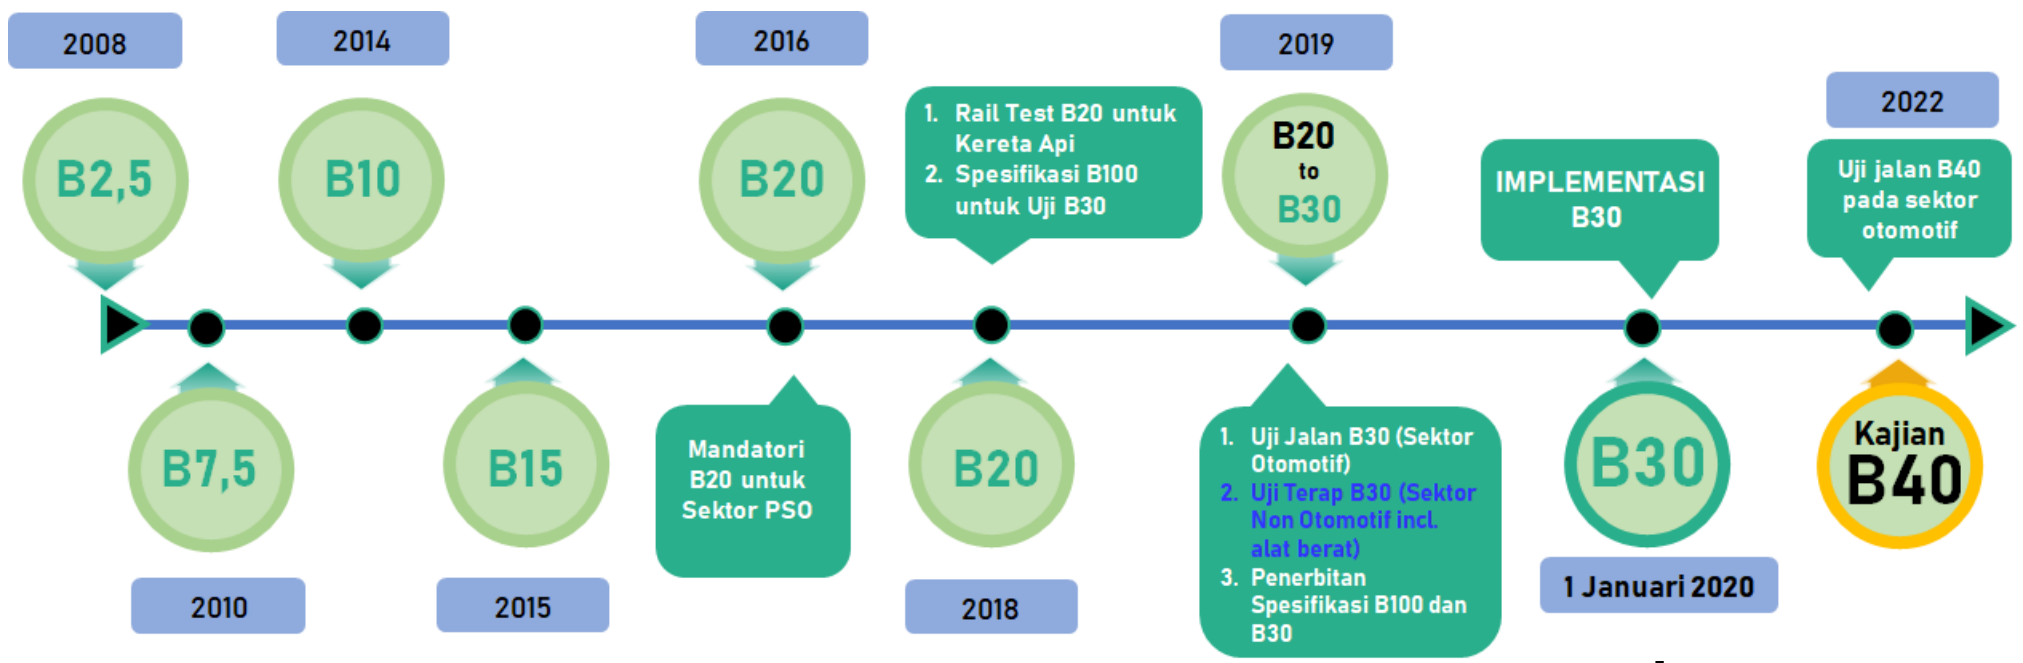 2008
2014
2016
2019
2022
B2,5
B10
B20
1. Rail Test B20 untuk
Kereta Api
2. Spesifikasi B100
untuk Uji B30
B20
to
B30
IMPLEMENTASI
B30
Uji jalan B40
pada sektor
otomotif
B7,5
B15
Mandatori
B20 untuk
Sektor PSO
B20
1. Uji Jalan B30 (Sektor
Otomotif)
2. Uji Terap B30 (Sektor
Non Otomotif incl.
alat berat)
3. Penerbitan
Spesifikasi B100 dan
B30
B30
Kajian
B40
2010
2015
2018
1 Januari 2020